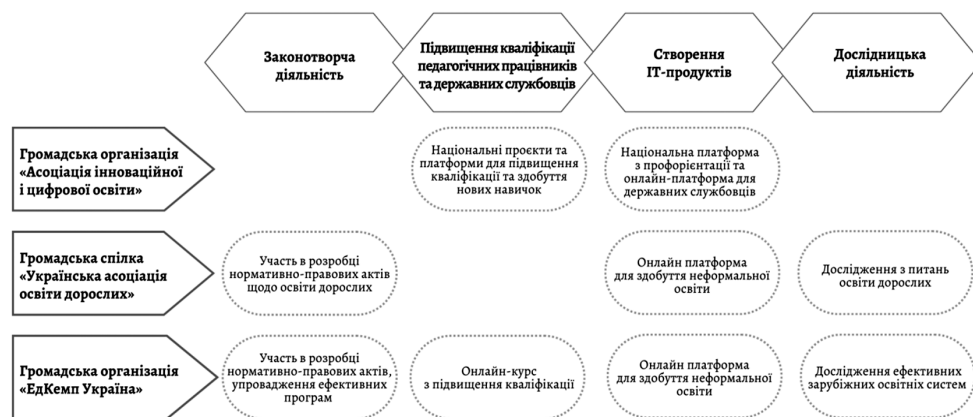 Законотворча
діяльність
Підвищення кваліфікації
педагогічних працівників
та державних службовців
Створення
ІТ-продуктів
Дослідницька
діяльність
Громадська організація
«Асоціація інноваційної
і цифрової освіти»
Національні проєкти та
платформи для підвищення
кваліфікації та здобуття
нових навичок
Національна платформа
з профорієнтації та
онлайн-платформа для
державних службовців
Громадська спілка
«Українська асоціація
освіти дорослих»
Участь в розробці
нормативно-правових актів
щодо освіти дорослих
Онлайн платформа
для здобуття неформальної
освіти
Дослідження з питань
освіти дорослих
Громадська організація
«ЕдКемп Україна»
Участь в розробці
нормативно-правових актів,
упровадження ефективних
програм
Онлайн-курс
з підвищення кваліфікації
Онлайн платформа
для здобуття неформальної
освіти
Дослідження ефективних
зарубіжних освітніх систем